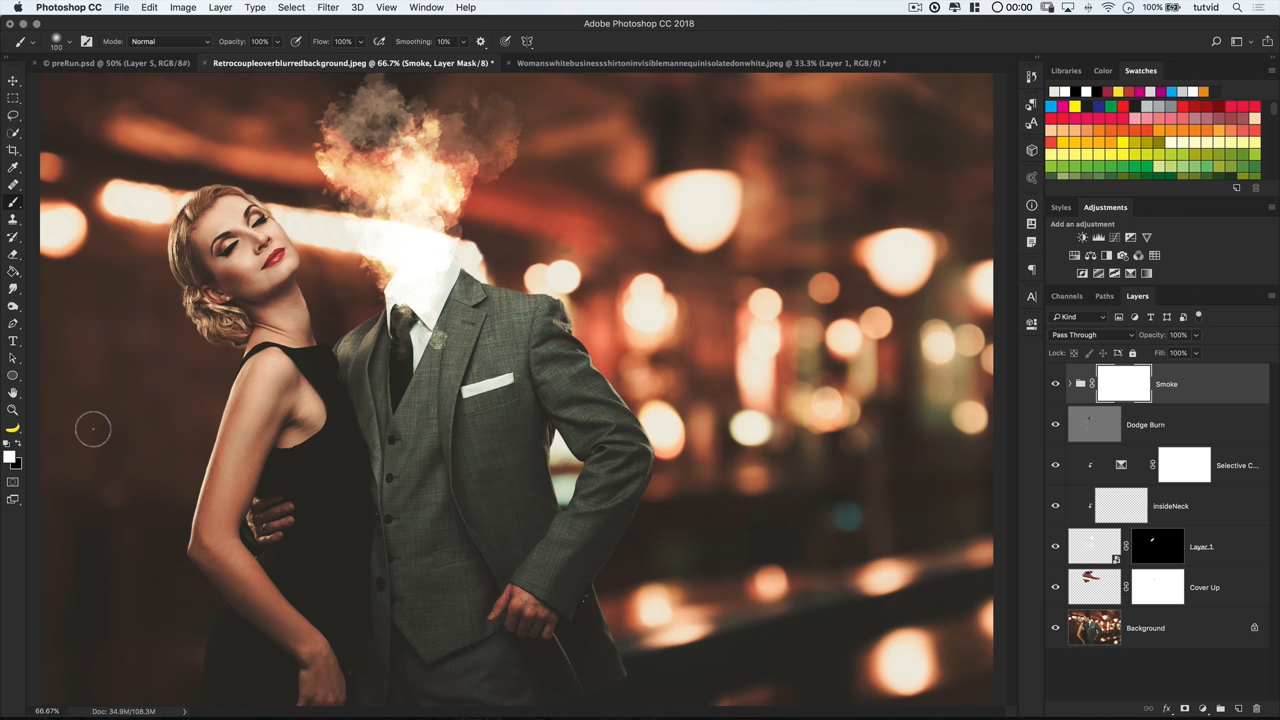 Photoshop CC File Edit Image Layer Type Select Filter 3D View Window Help 00:00 100% tutvid
Adobe Photoshop CC 2018
100 Mode: Normal Opacity: 100% Flow: 100% Smoothing: 10%
× © preRun.psd @ 50% (Layer 5, RGB/8#) × Retrocoupleoverblurredbackground.jpeg @ 66.7% (Smoke, Layer Mask/8) * × Womanswhitebusinessshirtoninvisiblemannequinisolatedonwhite.jpeg @ 33.3% (Layer 1, RGB/8) *
Libraries Color Swatches
Styles Adjustments
Add an adjustment
Channels Paths Layers
Kind
Pass Through Opacity: 100%
Lock: Fill: 100%
Smoke
Dodge Burn
Selective C...
insideNeck
Layer 1
Cover Up
Background
66.67% Doc: 34.9M/108.3M